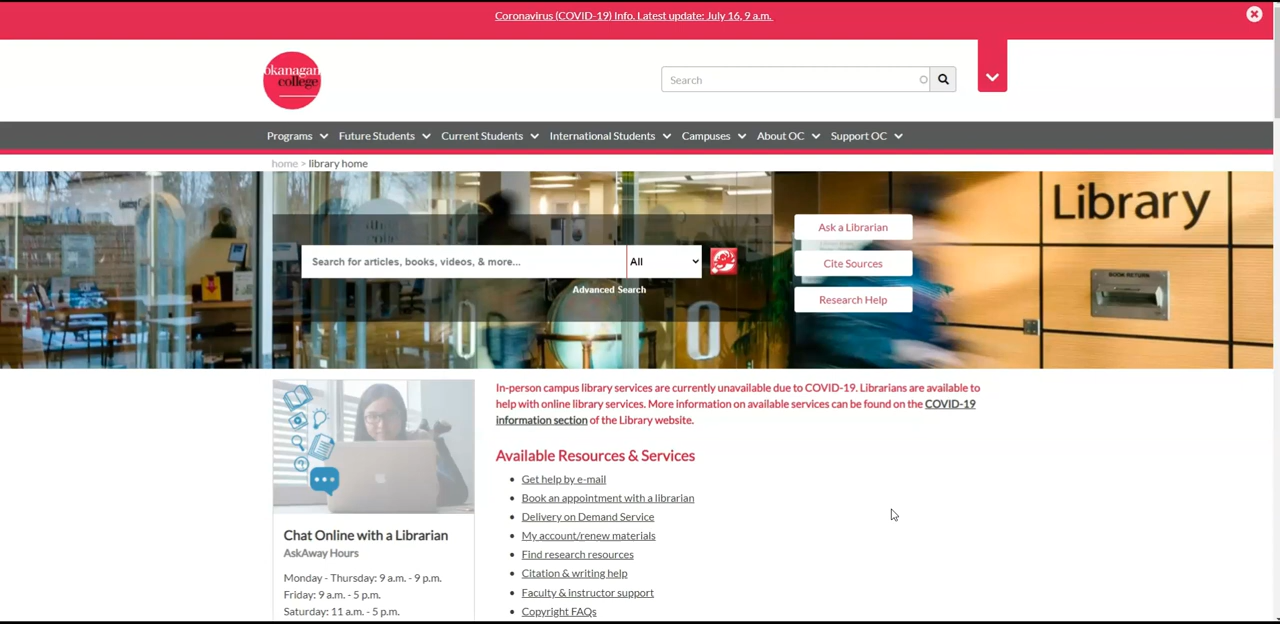 Coronavirus (COVID-19) Info. Latest update: July 16, 9 a.m.
okanagan
college
Search
Programs
Future Students
Current Students
International Students
Campuses
About OC
Support OC
home > library home
Library
BOOK RETURN
Search for articles, books, videos, & more...
All
Advanced Search
Ask a Librarian
Cite Sources
Research Help
In-person campus library services are currently unavailable due to COVID-19. Librarians are available to
help with online library services. More information on available services can be found on the COVID-19
information section of the Library website.
Available Resources & Services
Get help by e-mail
Book an appointment with a librarian
Delivery on Demand Service
My account/renew materials
Find research resources
Citation & writing help
Faculty & instructor support
Copyright FAQs
Chat Online with a Librarian
AskAway Hours
Monday - Thursday: 9 a.m. - 9 p.m.
Friday: 9 a.m. - 5 p.m.
Saturday: 11 a.m. - 5 p.m.